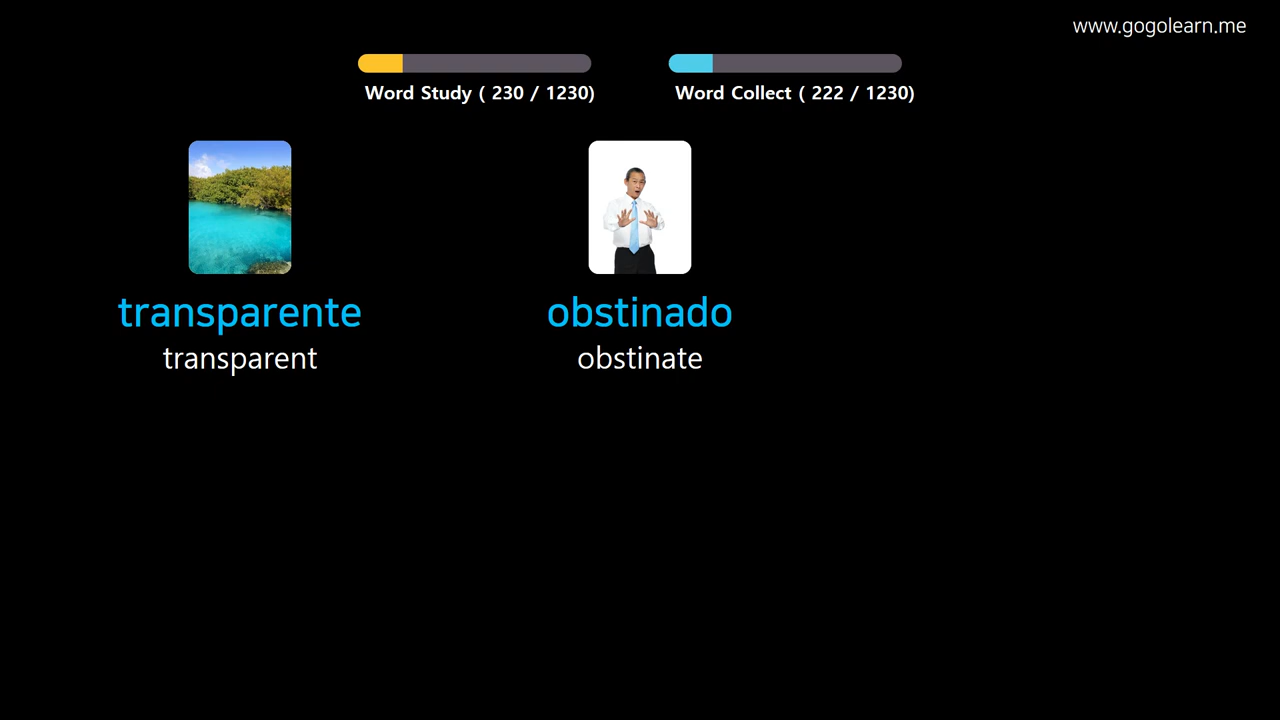 www.gogolearn.me
Word Study ( 230 / 1230)
Word Collect ( 222 / 1230)
transparente
transparent
obstinado
obstinate